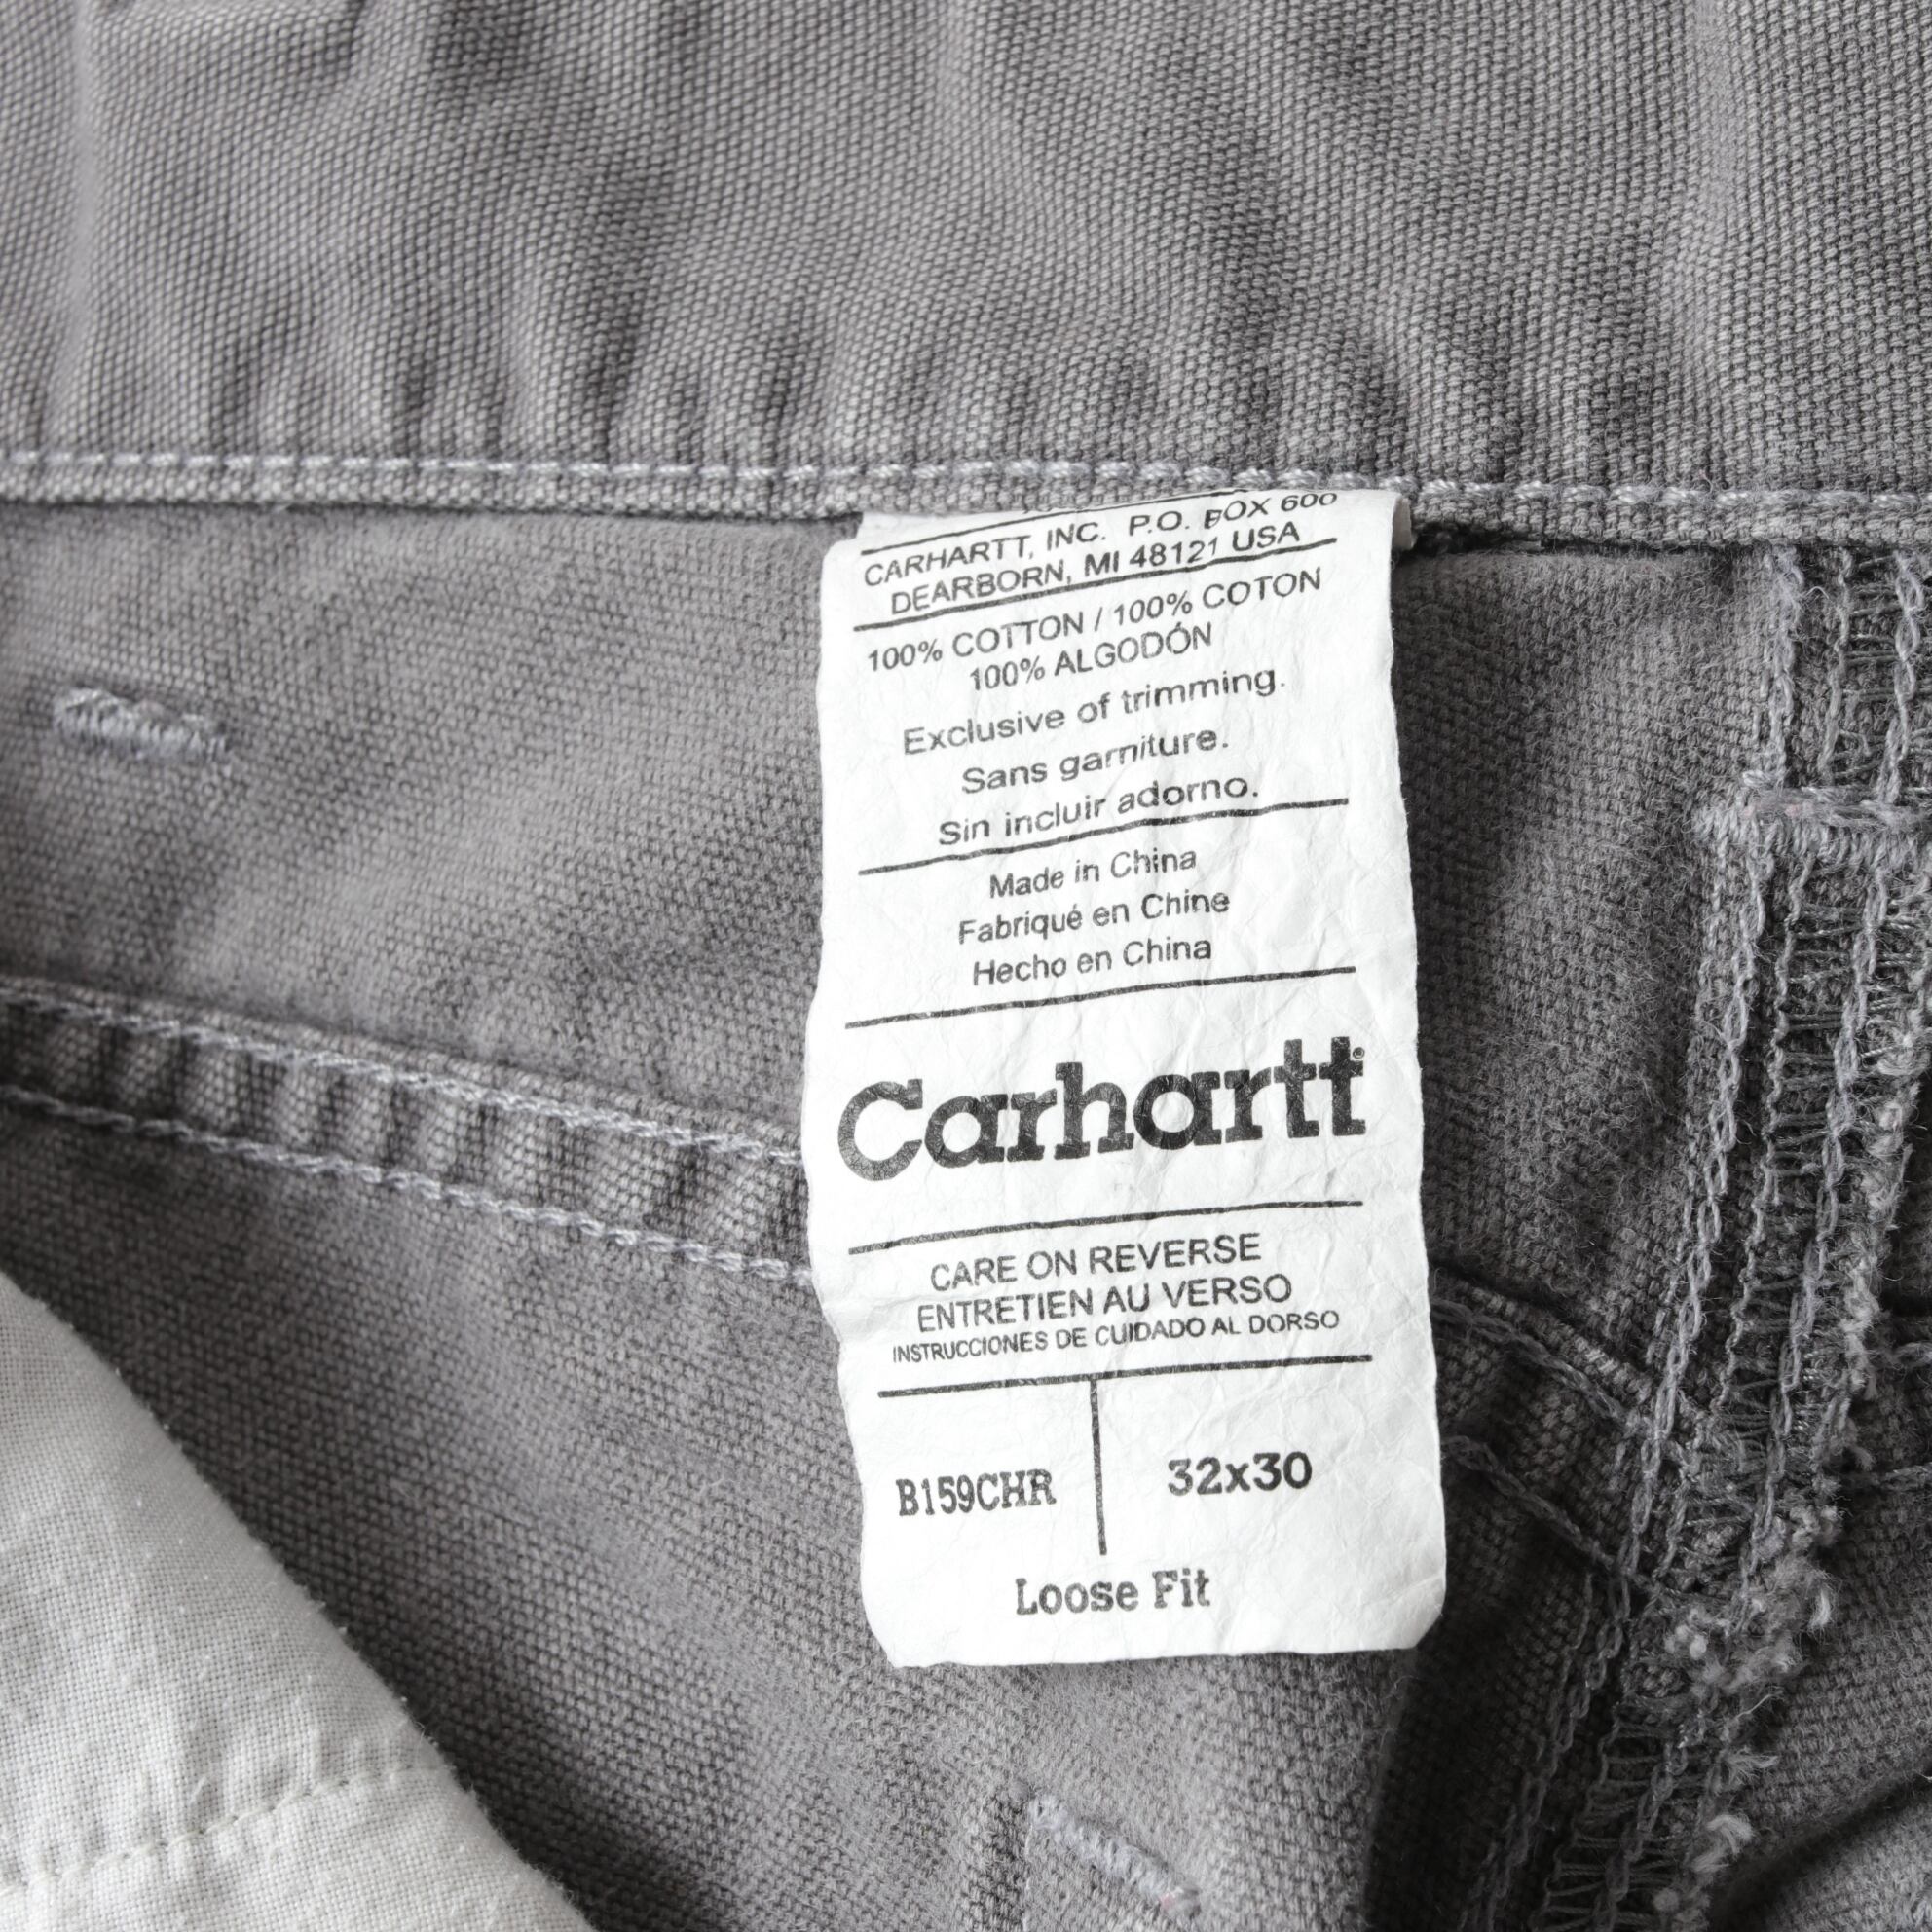 CARHARTT, INC. P.O. BOX 600
DEARBORN, MI 48121 USA
100% COTTON / 100% COTON
100% ALGODÓN
Exclusive of trimming.
Sans garniture.
Sin incluir adorno.
Made in China
Fabriqué en Chine
Hecho en China
Carhartt®
CARE ON REVERSE
ENTRETIEN AU VERSO
INSTRUCCIONES DE CUIDADO AL DORSO
B159CHR 32x30
Loose Fit